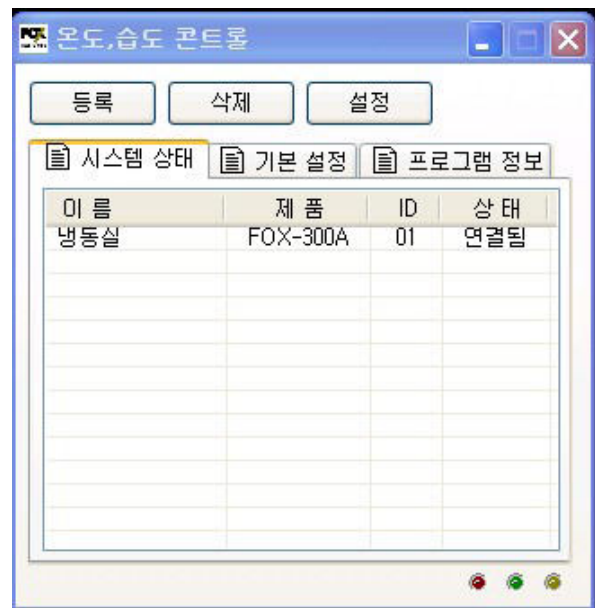 온도,습도 콘트롤
등록 삭제 설정
시스템 상태 기본 설정 프로그램 정보
이 름 제 품 ID 상 태
냉동실 FOX-300A 01 연결됨